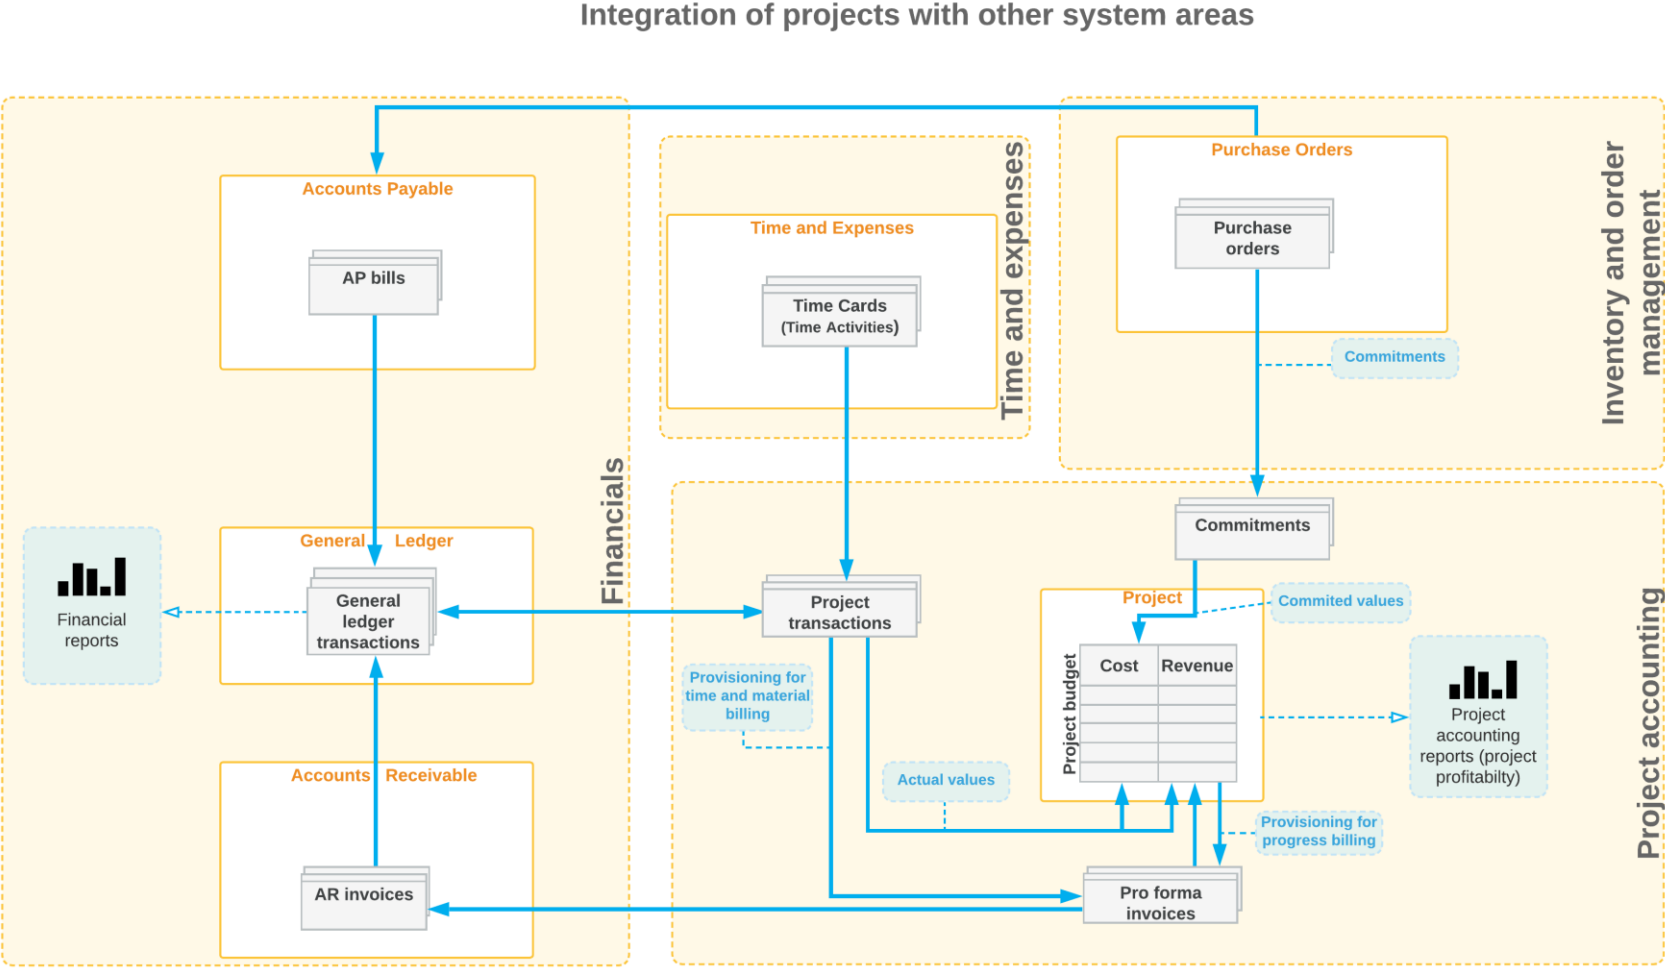 Integration of projects with other system areas
Accounts Payable
AP bills
General Ledger
General
ledger
transactions
Financial
reports
Accounts Receivable
AR invoices
Financials
Time and Expenses
Time Cards
(Time Activities)
Time and expenses
Purchase Orders
Purchase
orders
Commitments
Inventory and order
management
Commitments
Project
transactions
Provisioning for
time and material
billing
Actual values
Project
Commited values
Project budget
Cost Revenue
Project
accounting
reports (project
profitabilty)
Provisioning for
progress billing
Pro forma
invoices
Project accounting